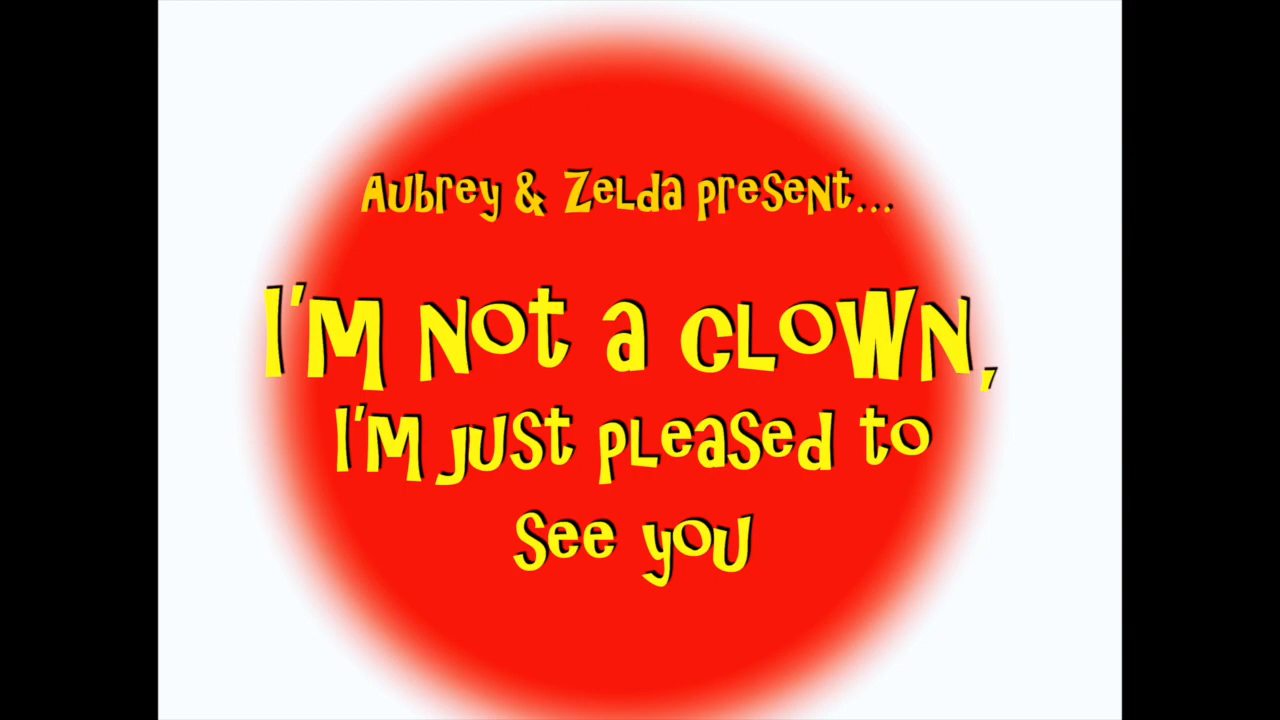 Aubrey & Zelda present...
I'm not a clown,
I'm just pleased to
see you